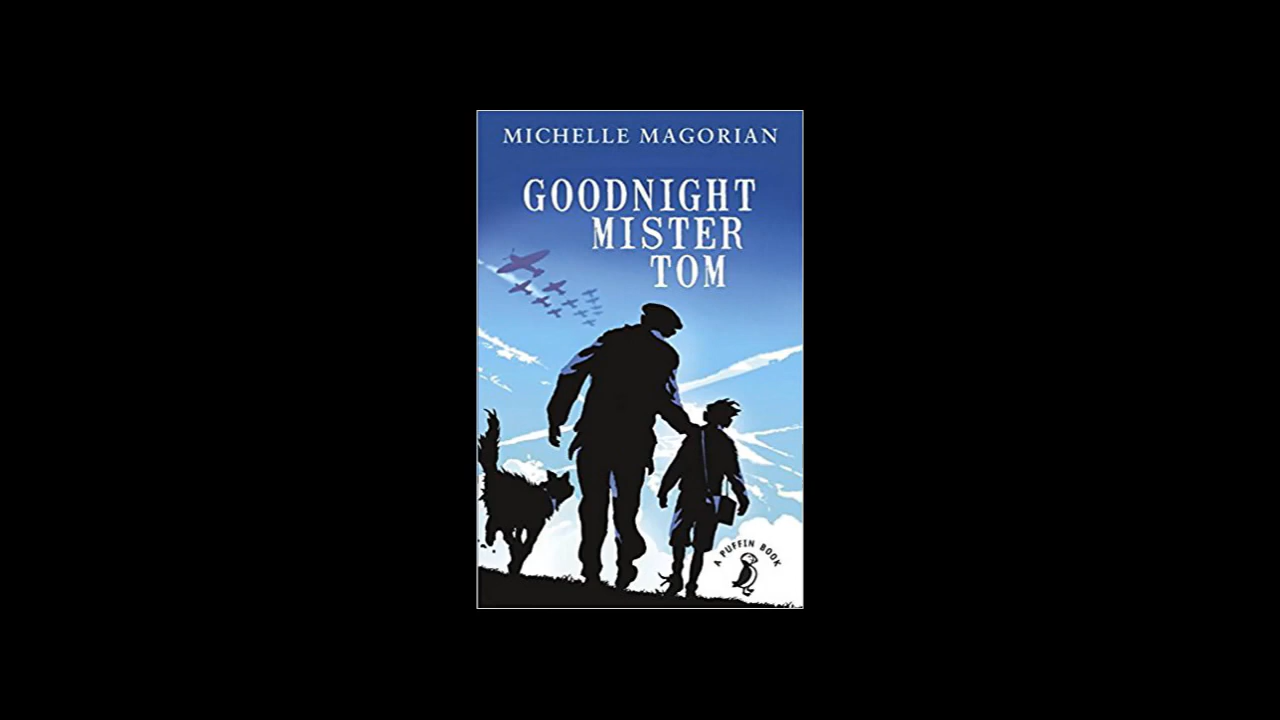 MICHELLE MAGORIAN
GOODNIGHT
MISTER
TOM
A PUFFIN BOOK